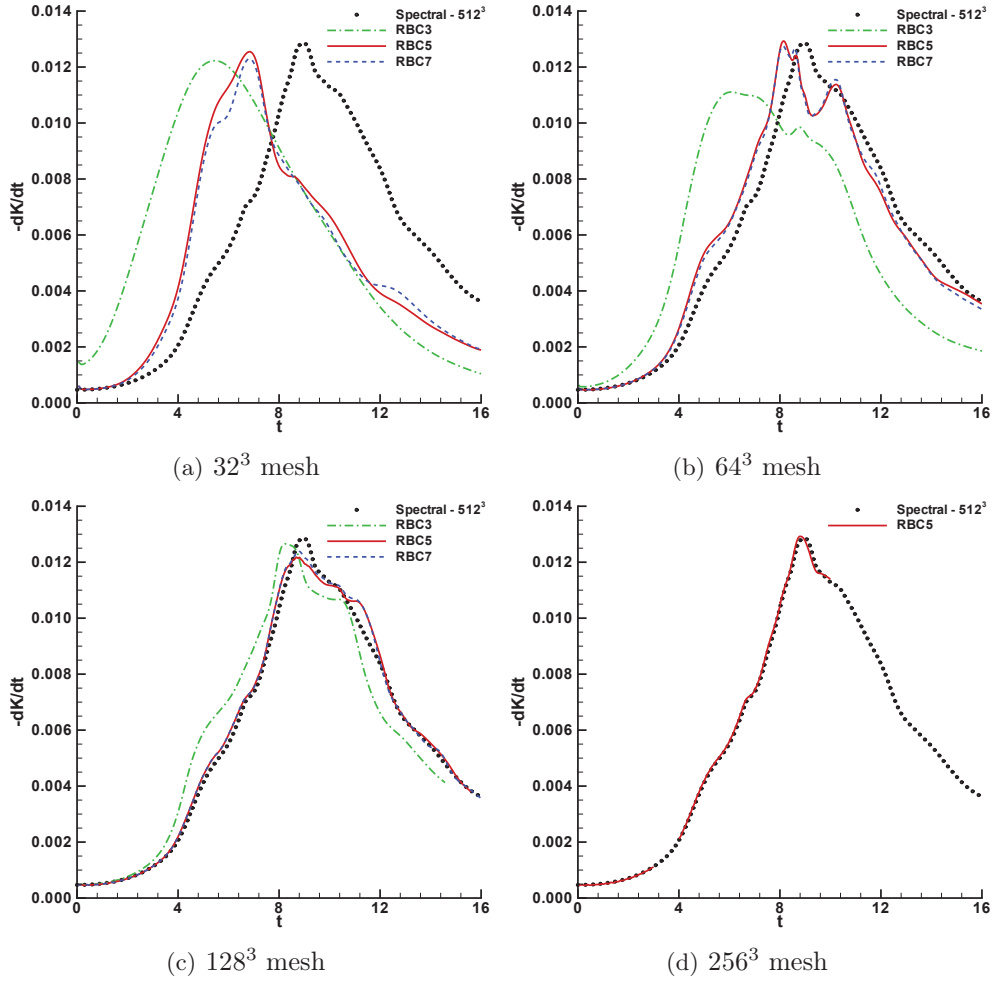 0.014
0.012
0.010
0.008
0.006
0.004
0.002
0.000
-dK/dt
0 4 8 12 16
t
Spectral - 512³
RBC3
RBC5
RBC7
(a) 32³ mesh
0.014
0.012
0.010
0.008
0.006
0.004
0.002
0.000
-dK/dt
0 4 8 12 16
t
Spectral - 512³
RBC3
RBC5
RBC7
(b) 64³ mesh
0.014
0.012
0.010
0.008
0.006
0.004
0.002
0.000
-dK/dt
0 4 8 12 16
t
Spectral - 512³
RBC3
RBC5
RBC7
(c) 128³ mesh
0.014
0.012
0.010
0.008
0.006
0.004
0.002
0.000
-dK/dt
0 4 8 12 16
t
Spectral - 512³
RBC5
(d) 256³ mesh